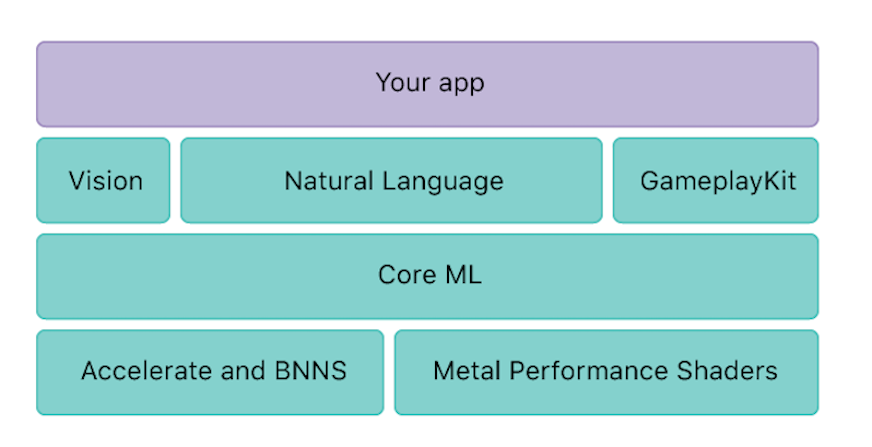 Your app
Vision
Natural Language
GameplayKit
Core ML
Accelerate and BNNS
Metal Performance Shaders